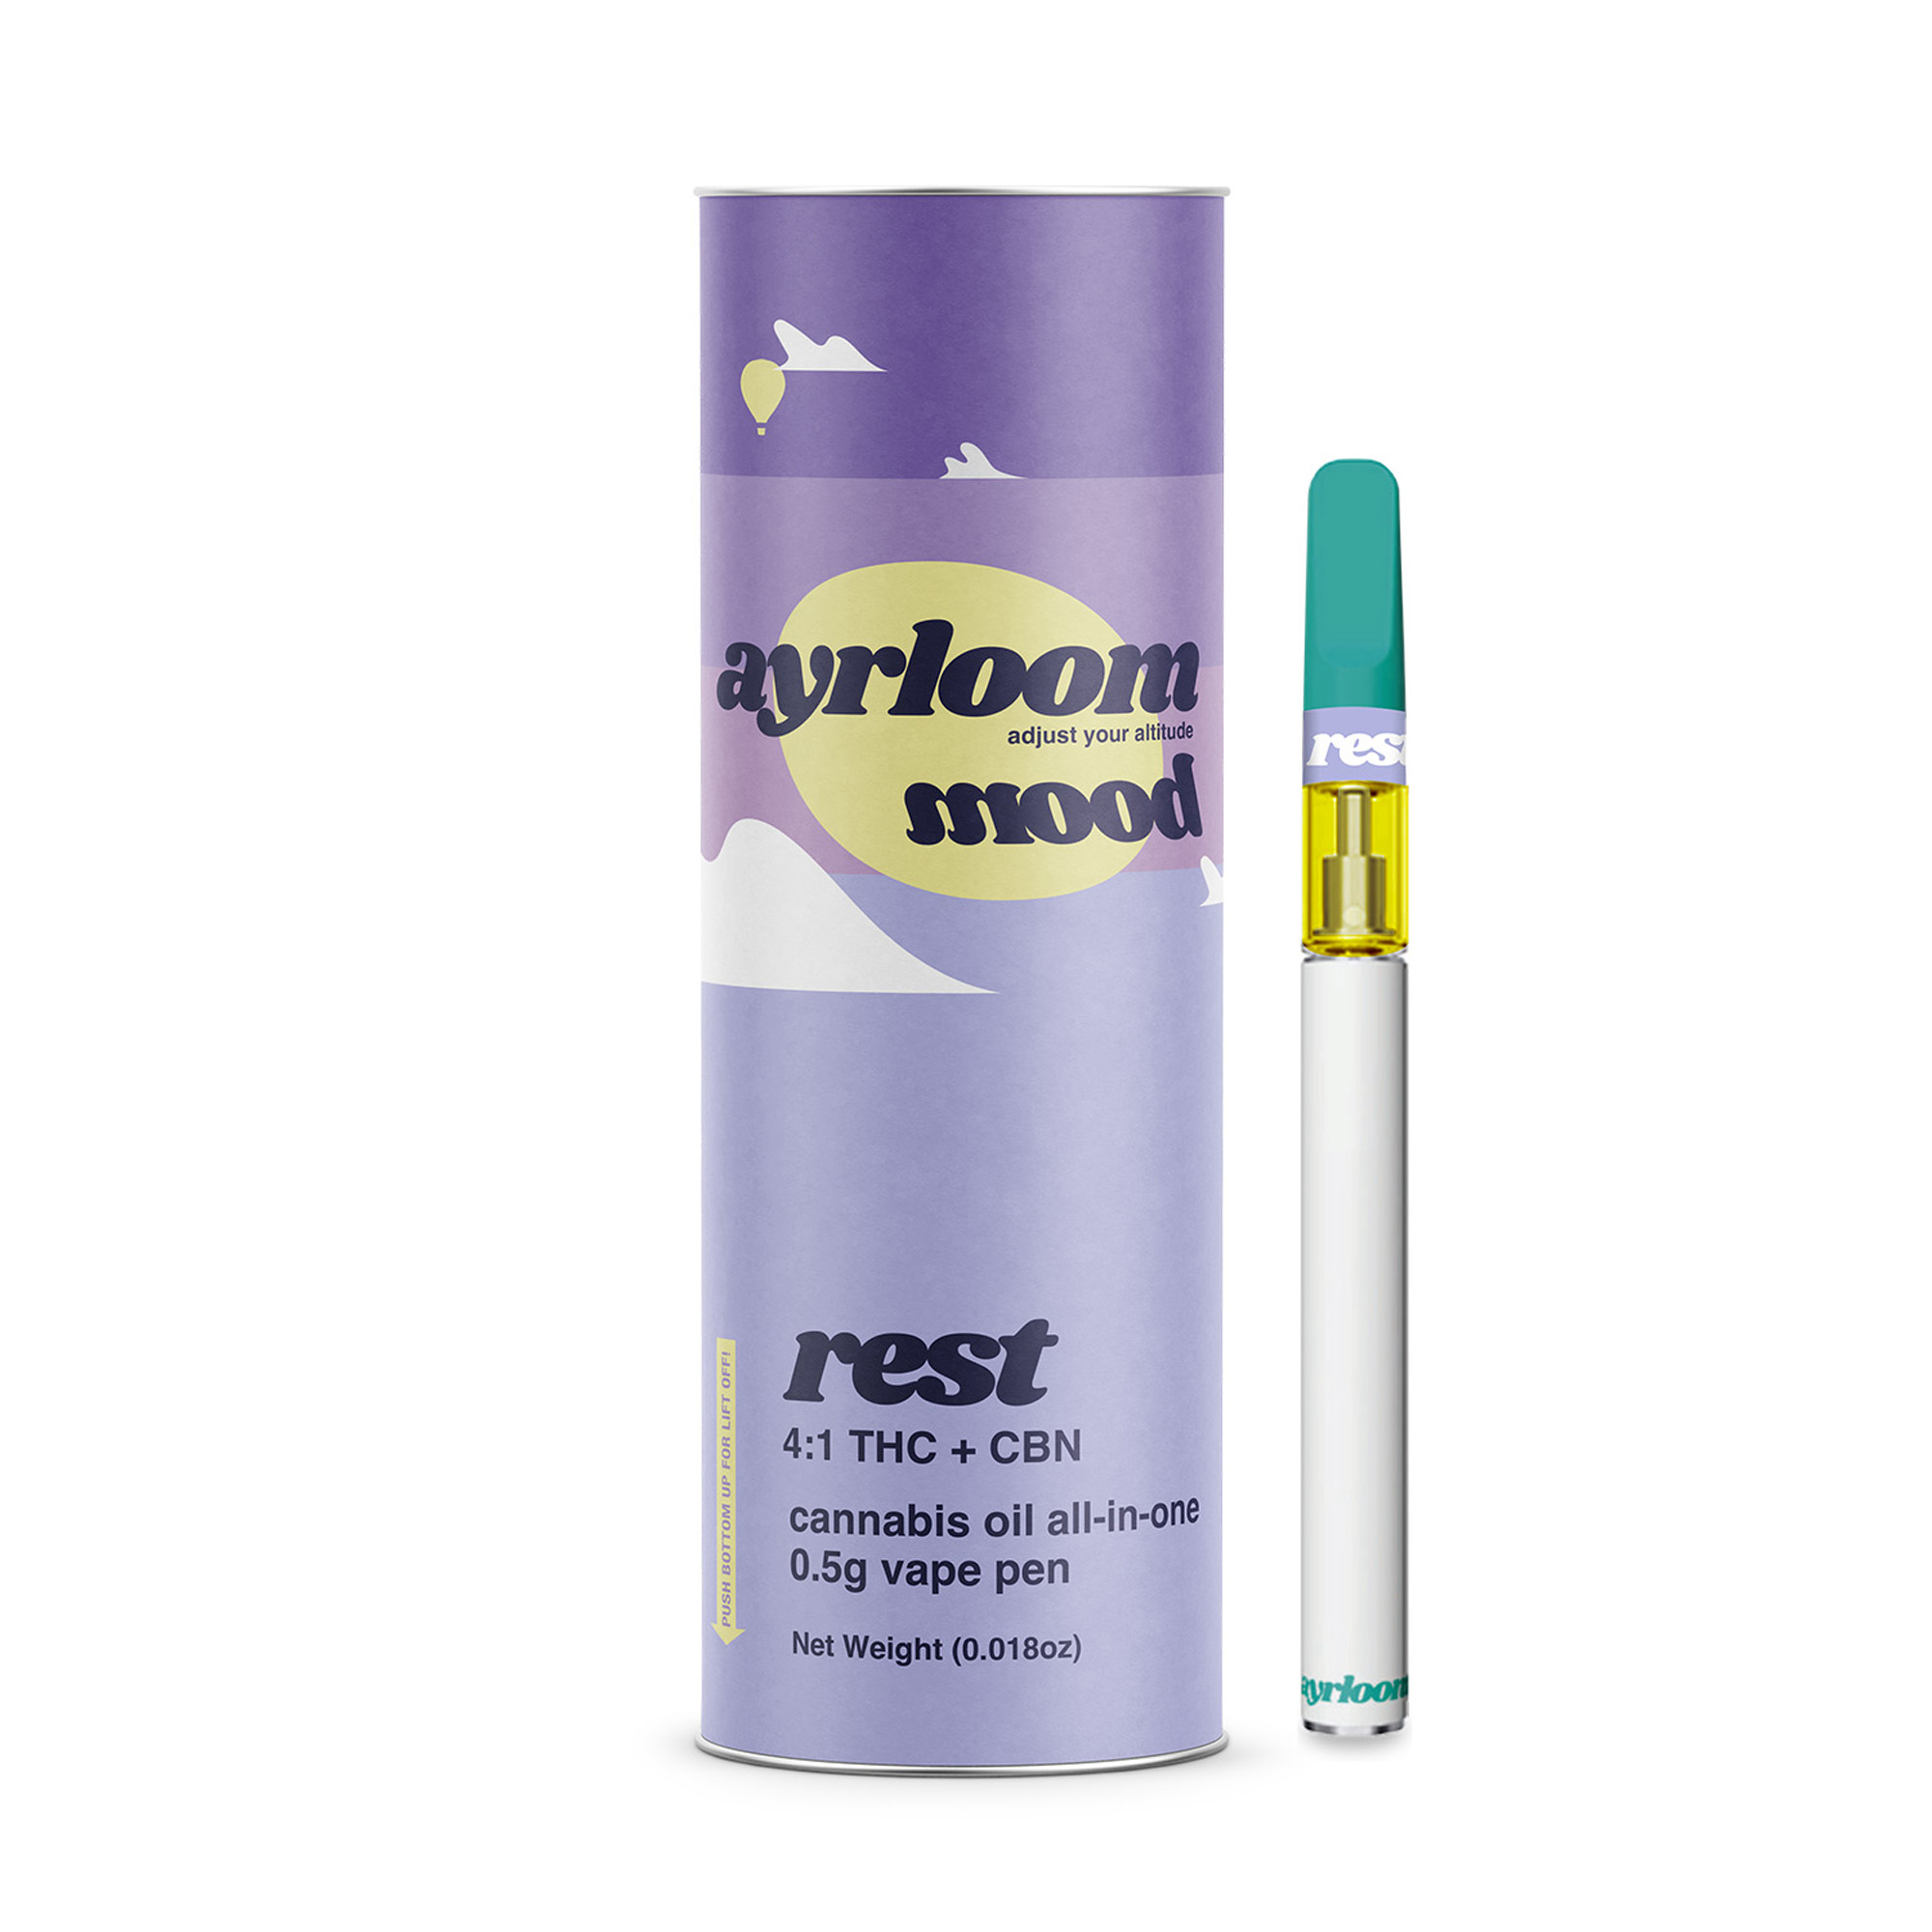 ayrloom
adjust your altitude
mood
rest
4:1 THC + CBN
cannabis oil all-in-one
0.5g vape pen
Net Weight (0.018oz)
PUSH BOTTOM UP FOR LIFT OFF!
rest
ayrloom